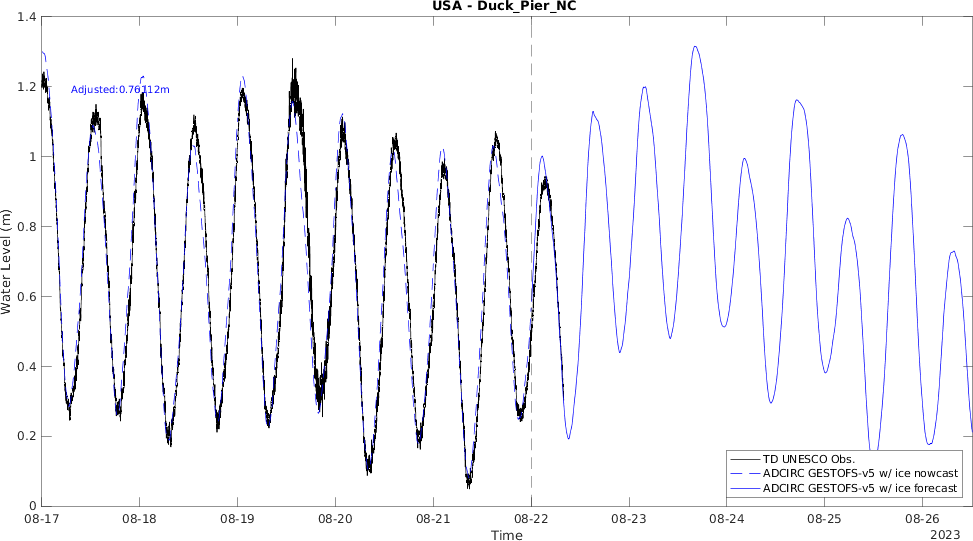 USA - Duck_Pier_NC
1.4
1.2
1
0.8
0.6
0.4
0.2
0
Water Level (m)
Adjusted:0.76112m
TD UNESCO Obs.
ADCIRC GESTOFS-v5 w/ ice nowcast
ADCIRC GESTOFS-v5 w/ ice forecast
08-17 08-18 08-19 08-20 08-21 08-22 08-23 08-24 08-25 08-26
Time
2023